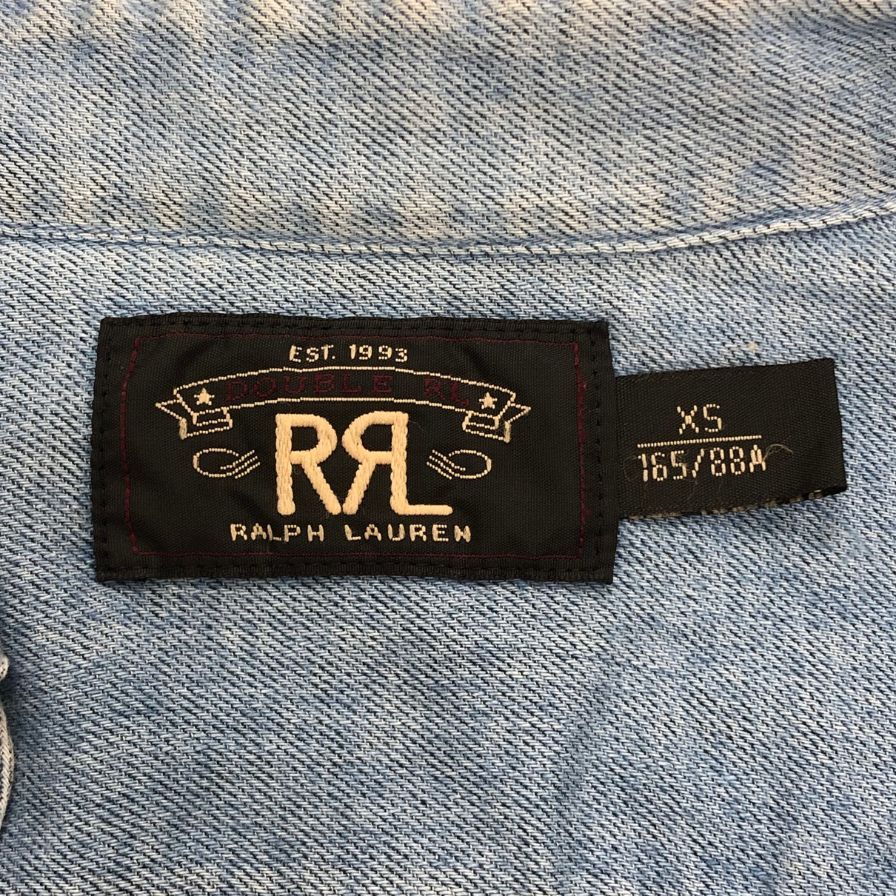 EST. 1993
DOUBLE RL
RRL
RALPH LAUREN
XS
165/88A